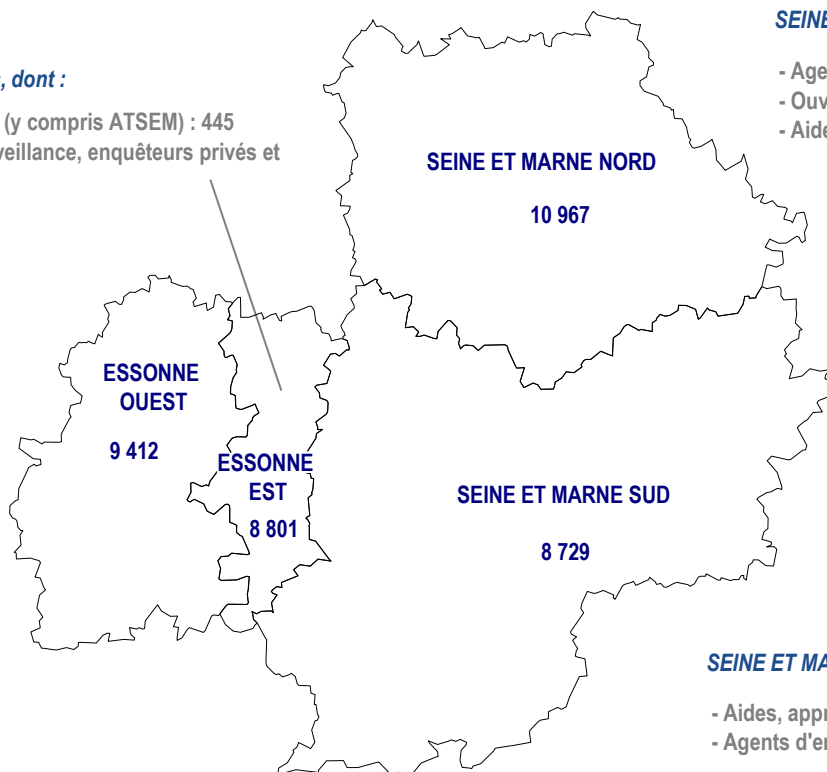 SEINE
, dont :
- Age
(y compris ATSEM) : 445
- Ouv
veillance, enquêteurs privés et
- Aide
SEINE ET MARNE NORD
10 967
ESSONNE
OUEST
9 412
ESSONNE
EST
8 801
SEINE ET MARNE SUD
8 729
SEINE ET MA
- Aides, appr
- Agents d'en